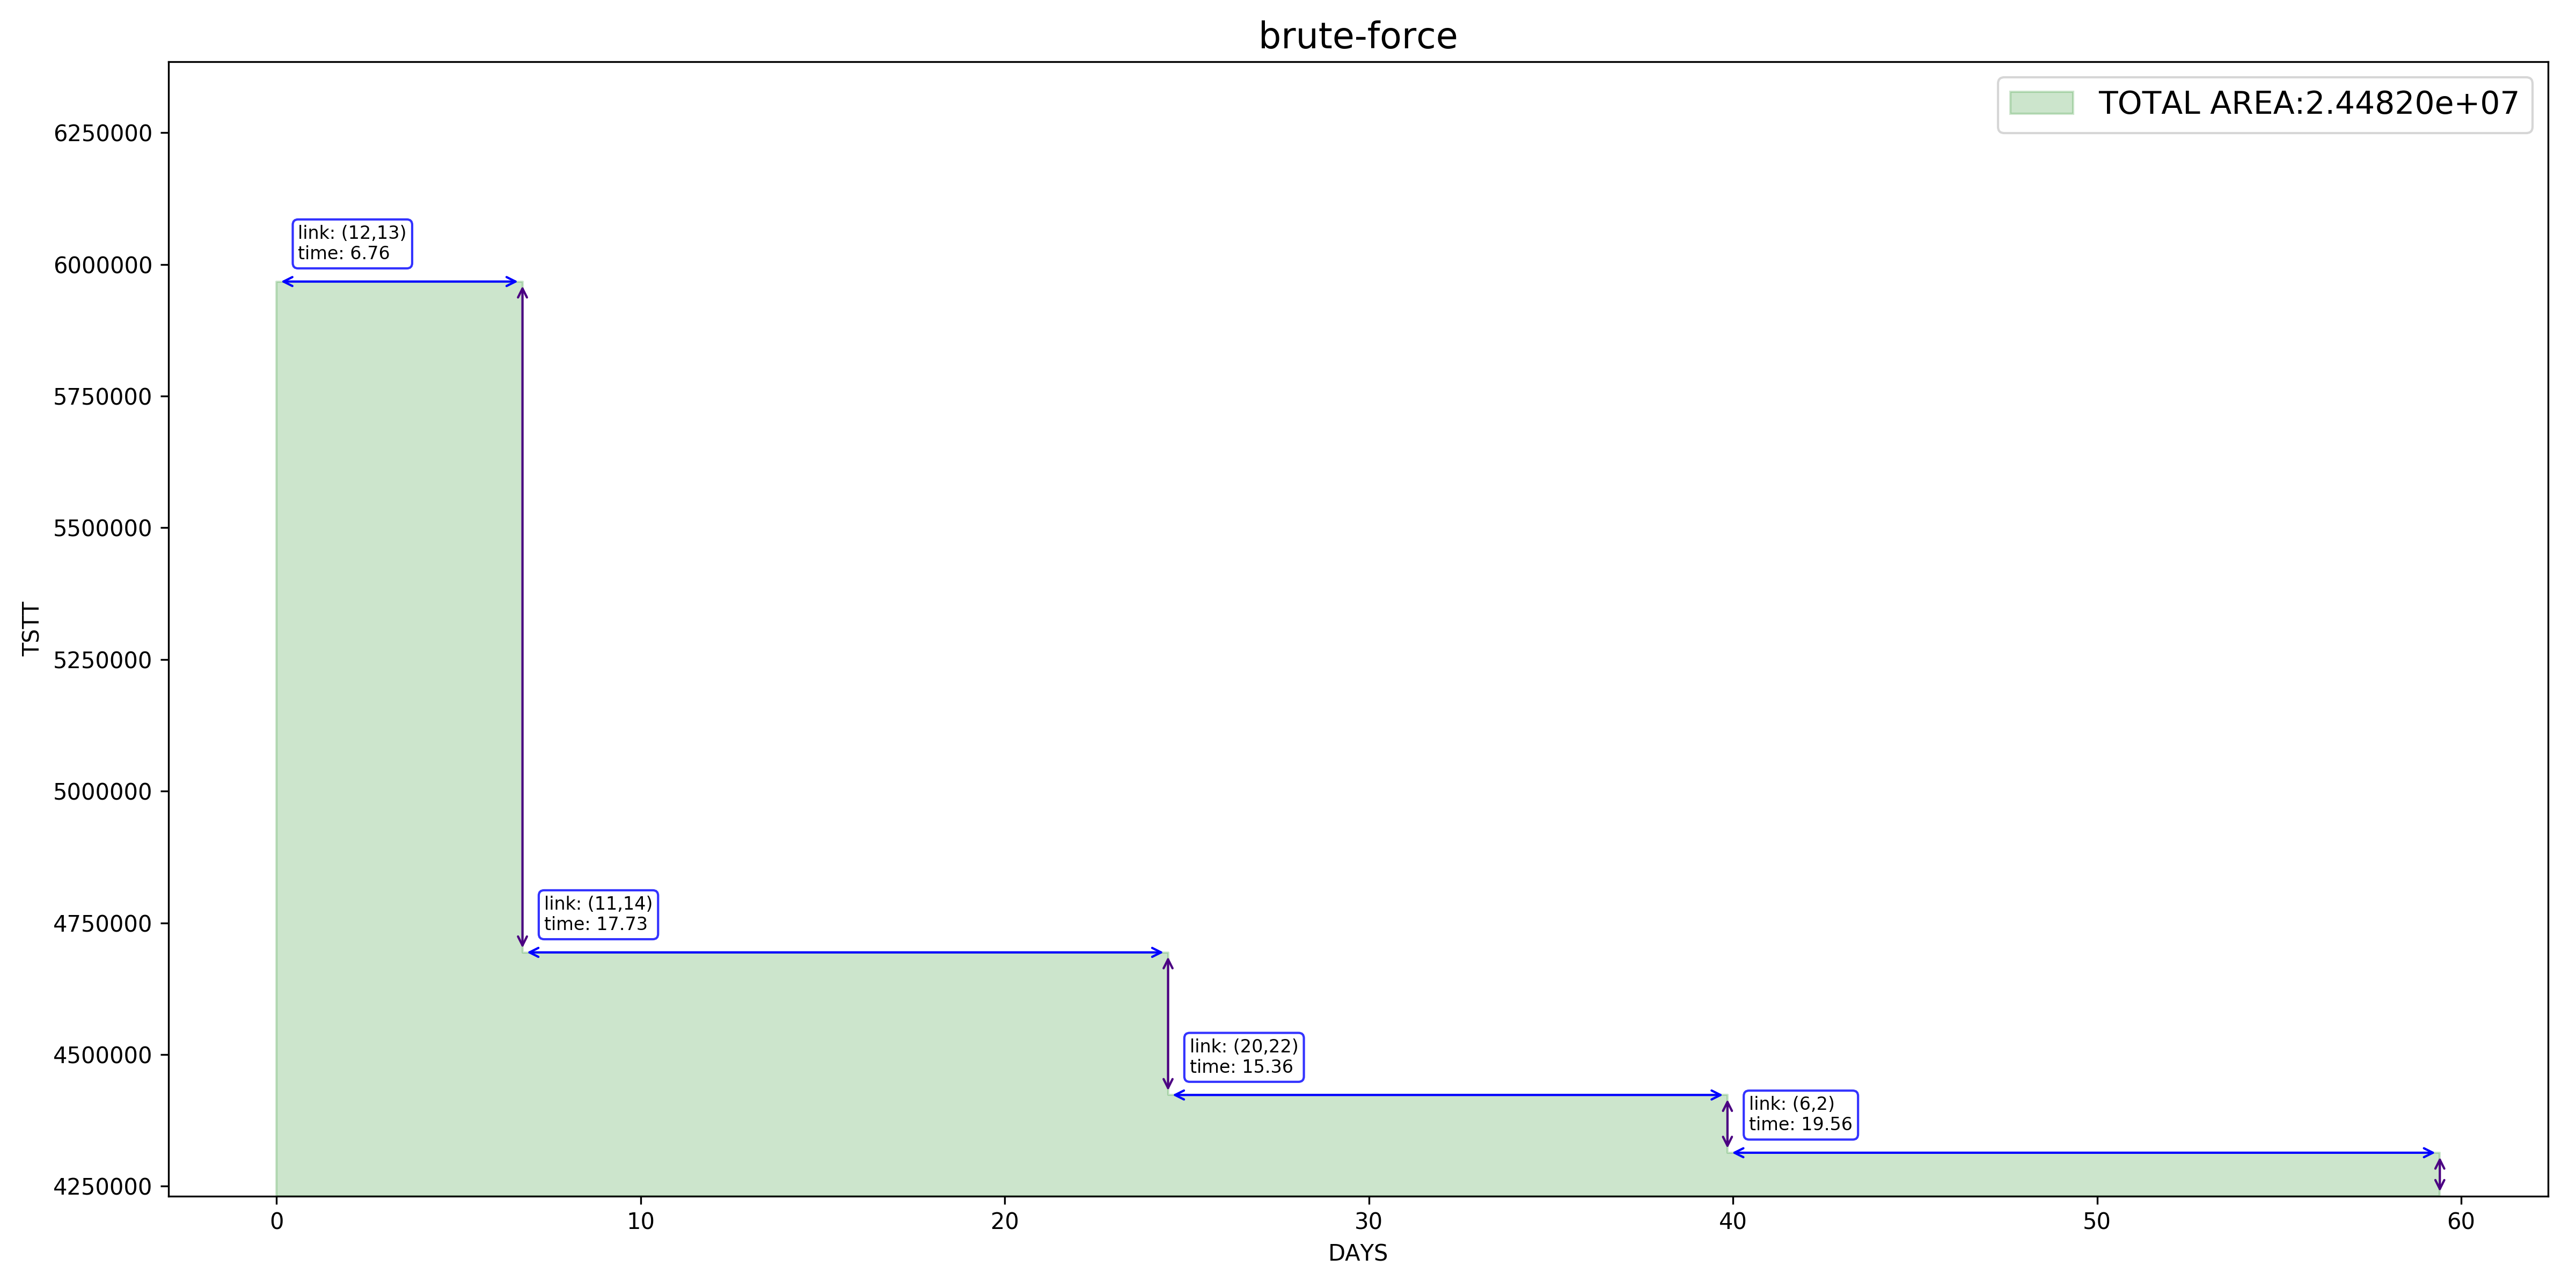 brute-force
TOTAL AREA:2.44820e+07
6250000
6000000
5750000
5500000
5250000
5000000
4750000
4500000
4250000
TSTT
link: (12,13)
time: 6.76
link: (11,14)
time: 17.73
link: (20,22)
time: 15.36
link: (6,2)
time: 19.56
0
10
20
30
40
50
60
DAYS